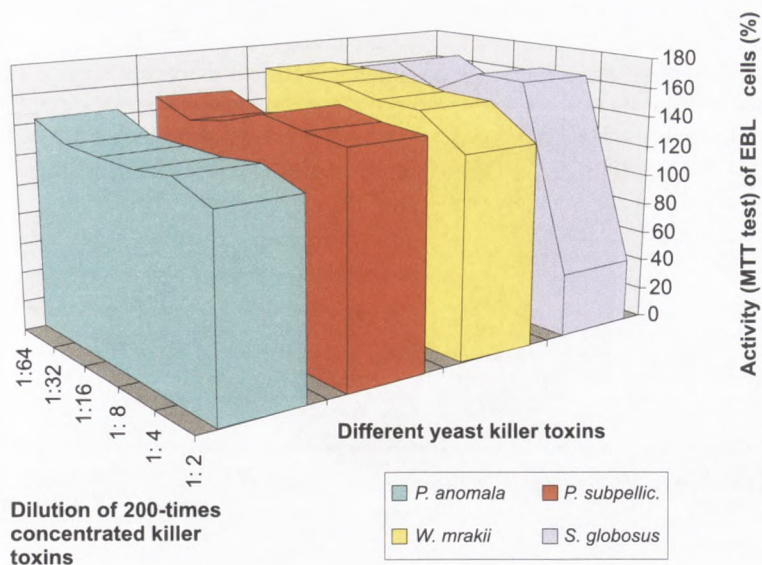 180
160
140
120
100
80
60
40
20
0
Activity (MTT test) of EBL cells (%)
1:64
1:32
1:16
1: 8
1: 4
1: 2
Different yeast killer toxins
Dilution of 200-times
concentrated killer
toxins
P. anomala
P. subpellic.
W. mrakii
S. globosus